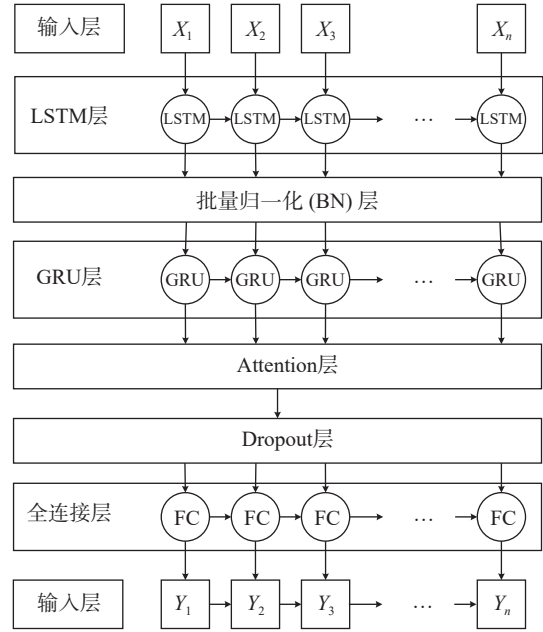 输入层 X1 X2 X3 Xn
LSTM层 LSTM LSTM LSTM … LSTM
批量归一化 (BN) 层
GRU层 GRU GRU GRU … GRU
Attention层
Dropout层
全连接层 FC FC FC … FC
输入层 Y1 Y2 Y3 … Yn